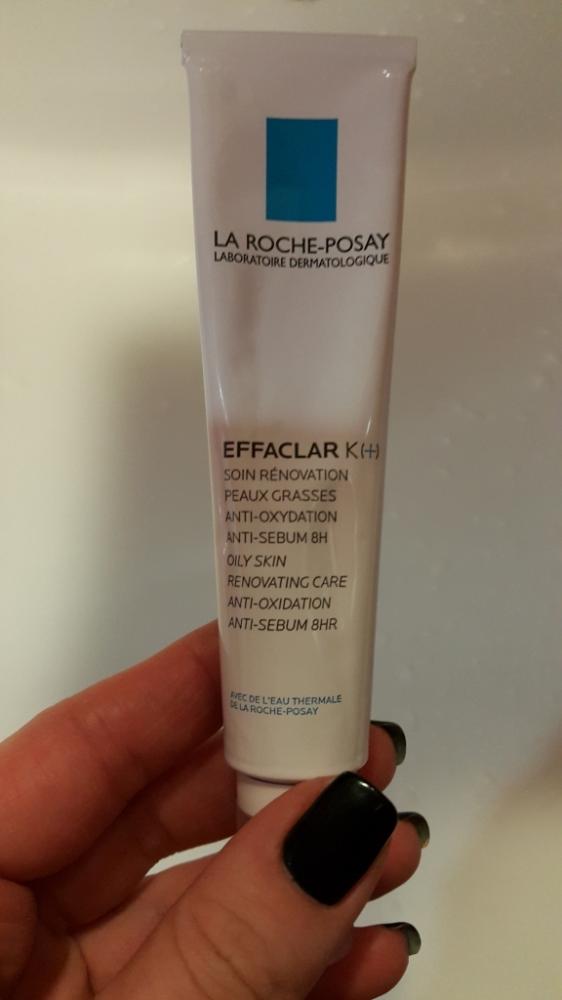 LA ROCHE-POSAY
LABORATOIRE DERMATOLOGIQUE
EFFACLAR K(+)
SOIN RÉNOVATION
PEAUX GRASSES
ANTI-OXYDATION
ANTI-SEBUM 8H
OILY SKIN
RENOVATING CARE
ANTI-OXIDATION
ANTI-SEBUM 8HR
AVEC DE L'EAU THERMALE
DE LA ROCHE-POSAY